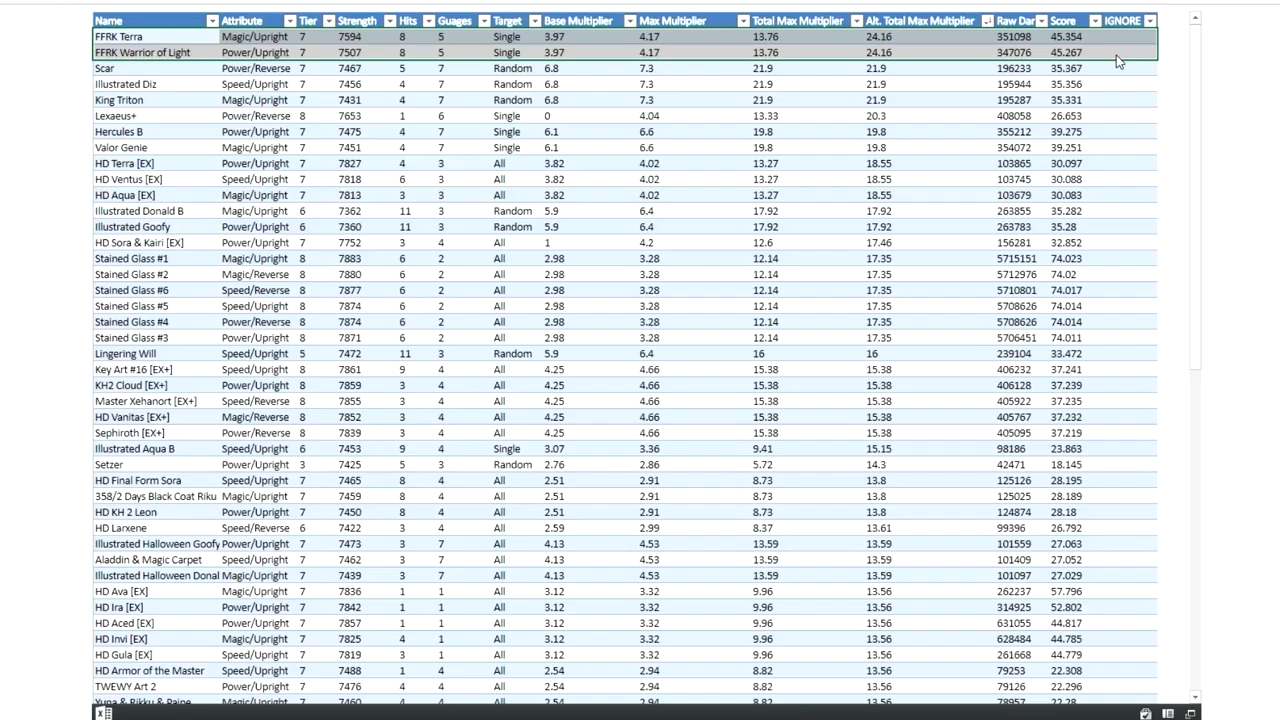 Name Attribute Tier Strength Hits Guages Target Base Multiplier Max Multiplier Total Max Multiplier Alt. Total Max Multiplier Raw Dar Score IGNORE
FFRK Terra Magic/Upright 7 7594 8 5 Single 3.97 4.17 13.76 24.16 351098 45.354
FFRK Warrior of Light Power/Upright 7 7507 8 5 Single 3.97 4.17 13.76 24.16 347076 45.267
Scar Power/Reverse 7 7467 5 7 Random 6.8 7.3 21.9 21.9 196233 35.367
Illustrated Diz Speed/Upright 7 7456 4 7 Random 6.8 7.3 21.9 21.9 195944 35.356
King Triton Magic/Upright 7 7431 4 7 Random 6.8 7.3 21.9 21.9 195287 35.331
Lexaeus+ Power/Reverse 8 7653 1 6 Single 0 4.04 13.33 20.3 408058 26.653
Hercules B Power/Upright 7 7475 4 7 Single 6.1 6.6 19.8 19.8 355212 39.275
Valor Genie Magic/Upright 7 7451 4 7 Single 6.1 6.6 19.8 19.8 354072 39.251
HD Terra [EX] Power/Upright 7 7827 4 3 All 3.82 4.02 13.27 18.55 103865 30.097
HD Ventus [EX] Speed/Upright 7 7818 6 3 All 3.82 4.02 13.27 18.55 103745 30.088
HD Aqua [EX] Magic/Upright 7 7813 3 3 All 3.82 4.02 13.27 18.55 103679 30.083
Illustrated Donald B Magic/Upright 6 7362 11 3 Random 5.9 6.4 17.92 17.92 263855 35.282
Illustrated Goofy Power/Upright 6 7360 11 3 Random 5.9 6.4 17.92 17.92 263783 35.28
HD Sora & Kairi [EX] Power/Upright 7 7752 3 4 All 1 4.2 12.6 17.46 156281 32.852
Stained Glass #1 Magic/Upright 8 7883 6 2 All 2.98 3.28 12.14 17.35 5715151 74.023
Stained Glass #2 Magic/Reverse 8 7880 6 2 All 2.98 3.28 12.14 17.35 5712976 74.02
Stained Glass #6 Speed/Reverse 8 7877 6 2 All 2.98 3.28 12.14 17.35 5710801 74.017
Stained Glass #5 Speed/Upright 8 7874 6 2 All 2.98 3.28 12.14 17.35 5708626 74.014
Stained Glass #4 Power/Reverse 8 7874 6 2 All 2.98 3.28 12.14 17.35 5708626 74.014
Stained Glass #3 Power/Upright 8 7871 6 2 All 2.98 3.28 12.14 17.35 5706451 74.011
Lingering Will Speed/Upright 5 7472 11 3 Random 5.9 6.4 16 16 239104 33.472
Key Art #16 [EX+] Speed/Upright 8 7861 9 4 All 4.25 4.66 15.38 15.38 406232 37.241
KH2 Cloud [EX+] Power/Upright 8 7859 3 4 All 4.25 4.66 15.38 15.38 406128 37.239
Master Xehanort [EX+] Speed/Reverse 8 7855 4 4 All 4.25 4.66 15.38 15.38 405922 37.235
HD Vanitas [EX+] Magic/Reverse 8 7852 3 4 All 4.25 4.66 15.38 15.38 405767 37.232
Sephiroth [EX+] Power/Reverse 8 7839 3 4 All 4.25 4.66 15.38 15.38 405095 37.219
Illustrated Aqua B Speed/Upright 6 7453 9 4 Single 3.07 3.36 9.41 15.15 98186 23.863
Setzer Power/Upright 3 7425 5 3 Random 2.76 2.86 5.72 14.3 42471 18.145
HD Final Form Sora Speed/Upright 7 7465 8 4 All 2.51 2.91 8.73 13.8 125126 28.195
358/2 Days Black Coat Riku Magic/Upright 7 7459 8 4 All 2.51 2.91 8.73 13.8 125025 28.189
HD KH 2 Leon Power/Upright 7 7450 8 4 All 2.51 2.91 8.73 13.8 124874 28.18
HD Larxene Speed/Reverse 6 7422 3 4 All 2.59 2.99 8.37 13.61 99396 26.792
Illustrated Halloween Goofy Power/Upright 7 7473 3 7 All 4.13 4.53 13.59 13.59 101559 27.063
Aladdin & Magic Carpet Speed/Upright 7 7462 3 7 All 4.13 4.53 13.59 13.59 101409 27.052
Illustrated Halloween Donal Magic/Upright 7 7439 3 7 All 4.13 4.53 13.59 13.59 101097 27.029
HD Ava [EX] Speed/Upright 7 7836 1 1 All 3.12 3.32 9.96 13.56 262237 57.796
HD Ira [EX] Power/Upright 7 7842 1 1 All 3.12 3.32 9.96 13.56 314925 52.802
HD Aced [EX] Power/Upright 7 7857 1 1 All 3.12 3.32 9.96 13.56 631055 44.817
HD Invi [EX] Magic/Upright 7 7825 4 1 All 3.12 3.32 9.96 13.56 628484 44.785
HD Gula [EX] Speed/Upright 7 7819 3 1 All 3.12 3.32 9.96 13.56 261668 44.779
HD Armor of the Master Speed/Upright 7 7488 1 4 All 2.54 2.94 8.82 13.56 79253 22.308
TWEWY Art 2 Power/Upright 7 7476 4 4 All 2.54 2.94 8.82 13.56 79126 22.296
Yuna & Rikku & Paine Magic/Upright 7 7460 4 4 All 2.54 2.94 8.82 13.56 78957 22.28